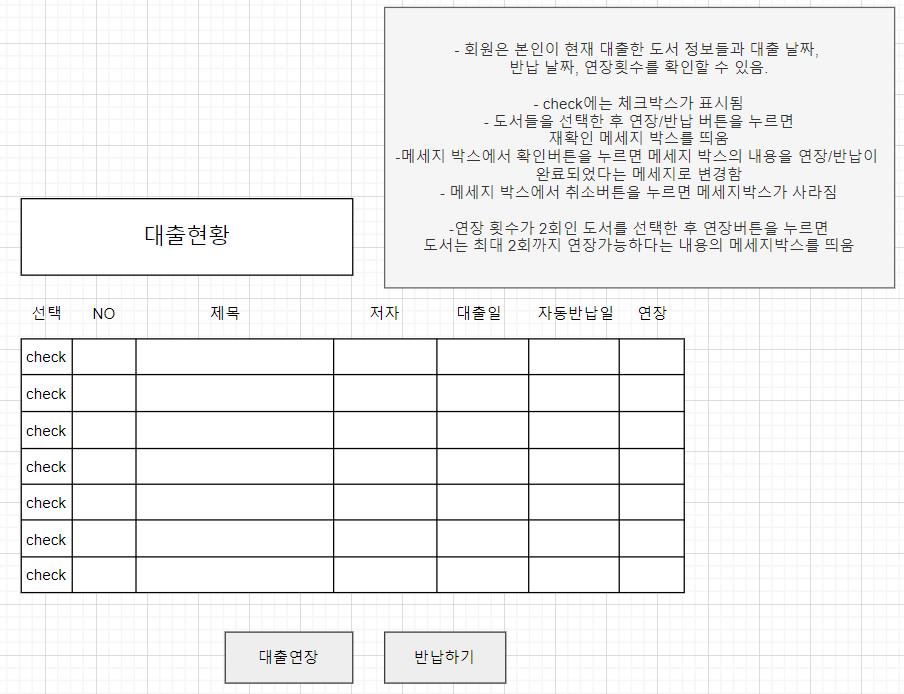 - 회원은 본인이 현재 대출한 도서 정보들과 대출 날짜,
반납 날짜, 연장횟수를 확인할 수 있음.
- check에는 체크박스가 표시됨
- 도서들을 선택한 후 연장/반납 버튼을 누르면
재확인 메세지 박스를 띄움
-메세지 박스에서 확인버튼을 누르면 메세지 박스의 내용을 연장/반납이
완료되었다는 메세지로 변경함
- 메세지 박스에서 취소버튼을 누르면 메세지박스가 사라짐
-연장 횟수가 2회인 도서를 선택한 후 연장버튼을 누르면
도서는 최대 2회까지 연장가능하다는 내용의 메세지박스를 띄움
대출현황
선택 NO 제목 저자 대출일 자동반납일 연장
check
check
check
check
check
check
check
대출연장 반납하기